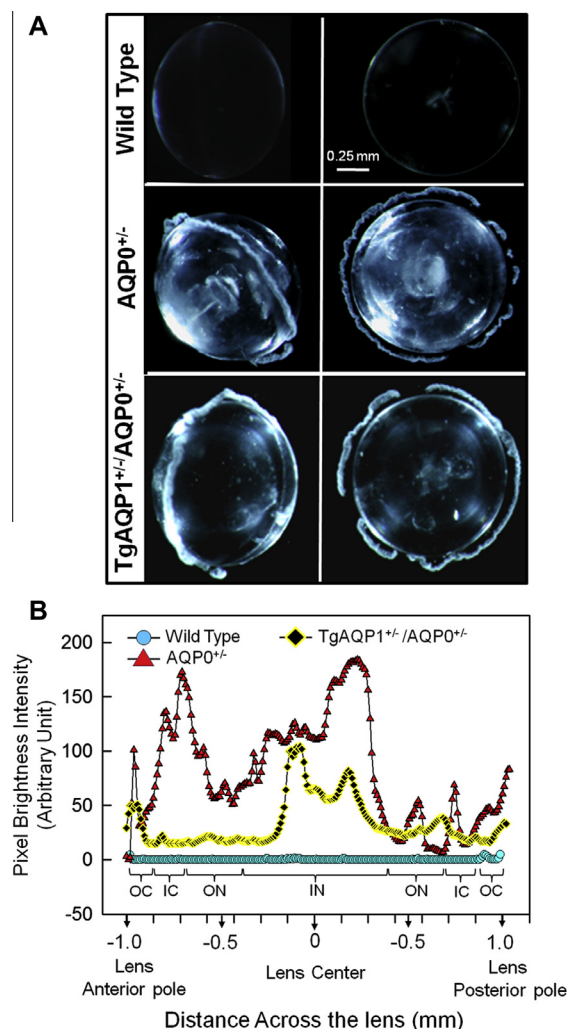 A
Wild Type
0.25 mm
AQP0+/-
TgAQP1+/-/AQP0+/-
B
Wild Type
TgAQP1+/-/AQP0+/-
AQP0+/-
Pixel Brightness Intensity
(Arbitrary Unit)
200
150
100
50
0
-50
OC IC ON IN ON IC OC
-1.0 -0.5 0 -0.5 1.0
Lens
Anterior pole
Lens Center
Lens
Posterior pole
Distance Across the lens (mm)